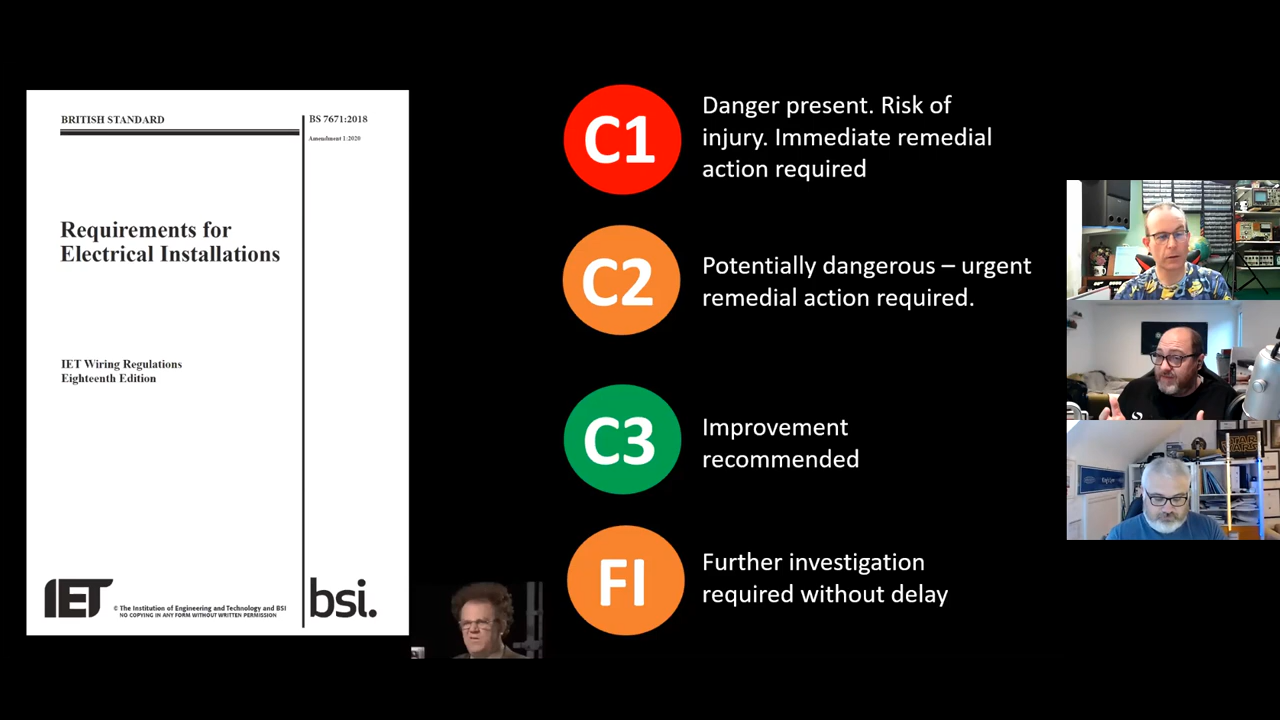 BRITISH STANDARD
BS 7671:2018
Amendment 1:2020
Requirements for
Electrical Installations
IET Wiring Regulations
Eighteenth Edition
IET
© The Institution of Engineering and Technology and BSI
NO COPYING IN ANY FORM WITHOUT WRITTEN PERMISSION
bsi.
C1
Danger present. Risk of
injury. Immediate remedial
action required
C2
Potentially dangerous – urgent
remedial action required.
C3
Improvement
recommended
FI
Further investigation
required without delay
STAR
WARS